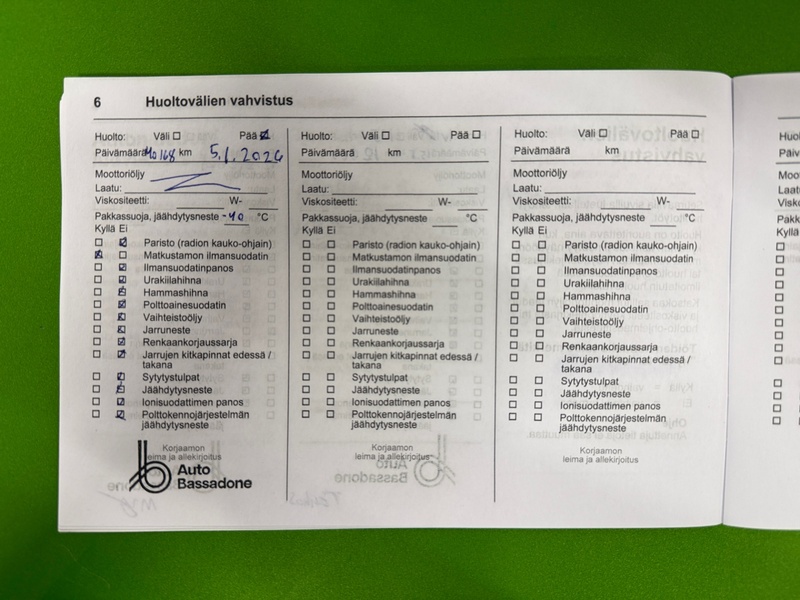 6 Huoltovälien vahvistus
Huolto: Väli ☐ Pää ☑
Päivämäärä 40168 km 5.1.2026
Moottoriöljy
Laatu:
Viskositeetti: W-
Pakkassuoja, jäähdytysneste -40 °C
Kyllä Ei
☐ ☑ Paristo (radion kauko-ohjain)
☑ ☐ Matkustamon ilmansuodatin
☐ ☑ Ilmansuodatinpanos
☐ ☑ Urakiilahihna
☐ ☑ Hammashihna
☐ ☑ Polttoainesuodatin
☐ ☑ Vaihteistoöljy
☐ ☑ Jarruneste
☐ ☑ Renkaankorjaussarja
☐ ☑ Jarrujen kitkapinnat edessä /
takana
☐ ☑ Sytytystulpat
☐ ☑ Jäähdytysneste
☐ ☑ Ionisuodattimen panos
☐ ☑ Polttokennojärjestelmän
jäähdytysneste
Korjaamon
leima ja allekirjoitus
Auto
Bassadone
Huolto: Väli ☐ Pää ☐
Päivämäärä km
Moottoriöljy
Laatu:
Viskositeetti: W-
Pakkassuoja, jäähdytysneste °C
Kyllä Ei
☐ ☐ Paristo (radion kauko-ohjain)
☐ ☐ Matkustamon ilmansuodatin
☐ ☐ Ilmansuodatinpanos
☐ ☐ Urakiilahihna
☐ ☐ Hammashihna
☐ ☐ Polttoainesuodatin
☐ ☐ Vaihteistoöljy
☐ ☐ Jarruneste
☐ ☐ Renkaankorjaussarja
☐ ☐ Jarrujen kitkapinnat edessä /
takana
☐ ☐ Sytytystulpat
☐ ☐ Jäähdytysneste
☐ ☐ Ionisuodattimen panos
☐ ☐ Polttokennojärjestelmän
jäähdytysneste
Korjaamon
leima ja allekirjoitus
Huolto: Väli ☐ Pää ☐
Päivämäärä km
Moottoriöljy
Laatu:
Viskositeetti: W-
Pakkassuoja, jäähdytysneste °C
Kyllä Ei
☐ ☐ Paristo (radion kauko-ohjain)
☐ ☐ Matkustamon ilmansuodatin
☐ ☐ Ilmansuodatinpanos
☐ ☐ Urakiilahihna
☐ ☐ Hammashihna
☐ ☐ Polttoainesuodatin
☐ ☐ Vaihteistoöljy
☐ ☐ Jarruneste
☐ ☐ Renkaankorjaussarja
☐ ☐ Jarrujen kitkapinnat edessä /
takana
☐ ☐ Sytytystulpat
☐ ☐ Jäähdytysneste
☐ ☐ Ionisuodattimen panos
☐ ☐ Polttokennojärjestelmän
jäähdytysneste
Korjaamon
leima ja allekirjoitus